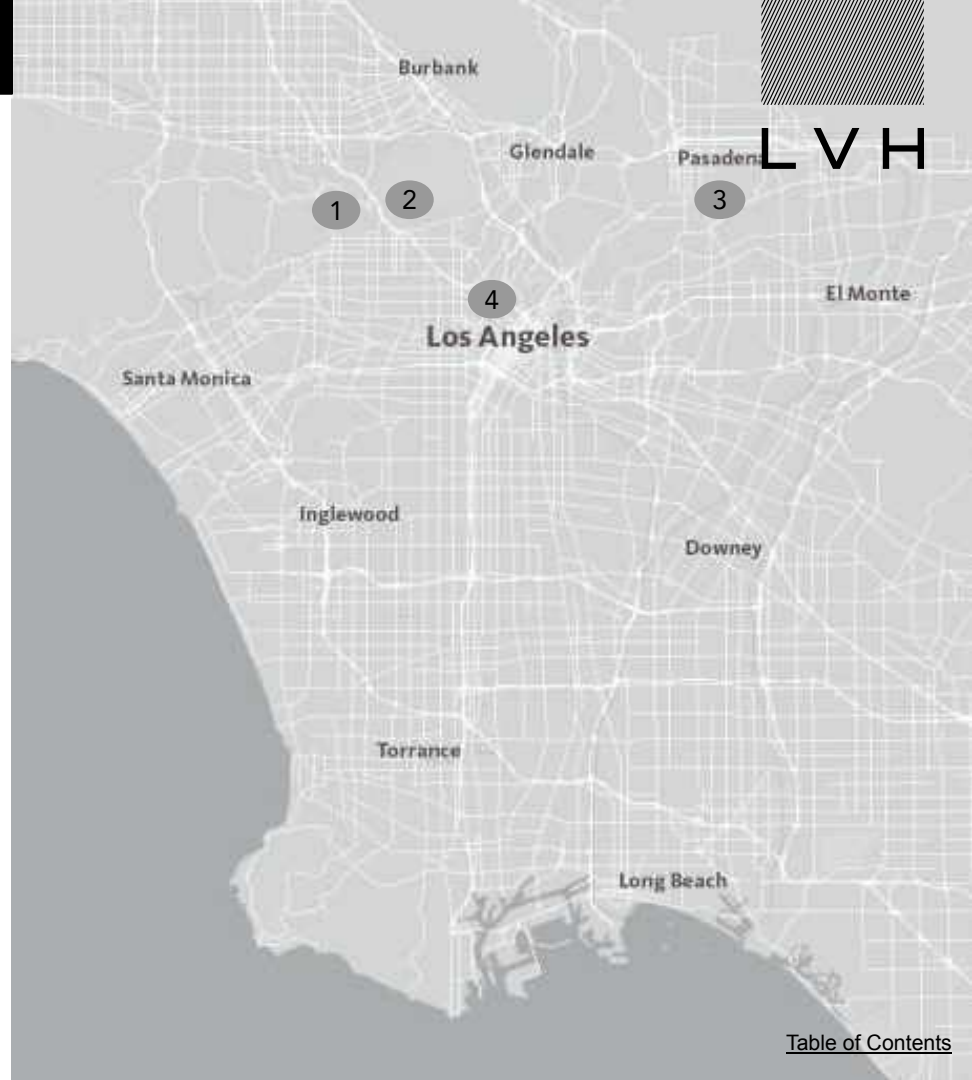 Burbank
Glendale
Pasadena
L V H
1
2
3
4
El Monte
Los Angeles
Santa Monica
Inglewood
Downey
Torrance
Long Beach
Table of Contents